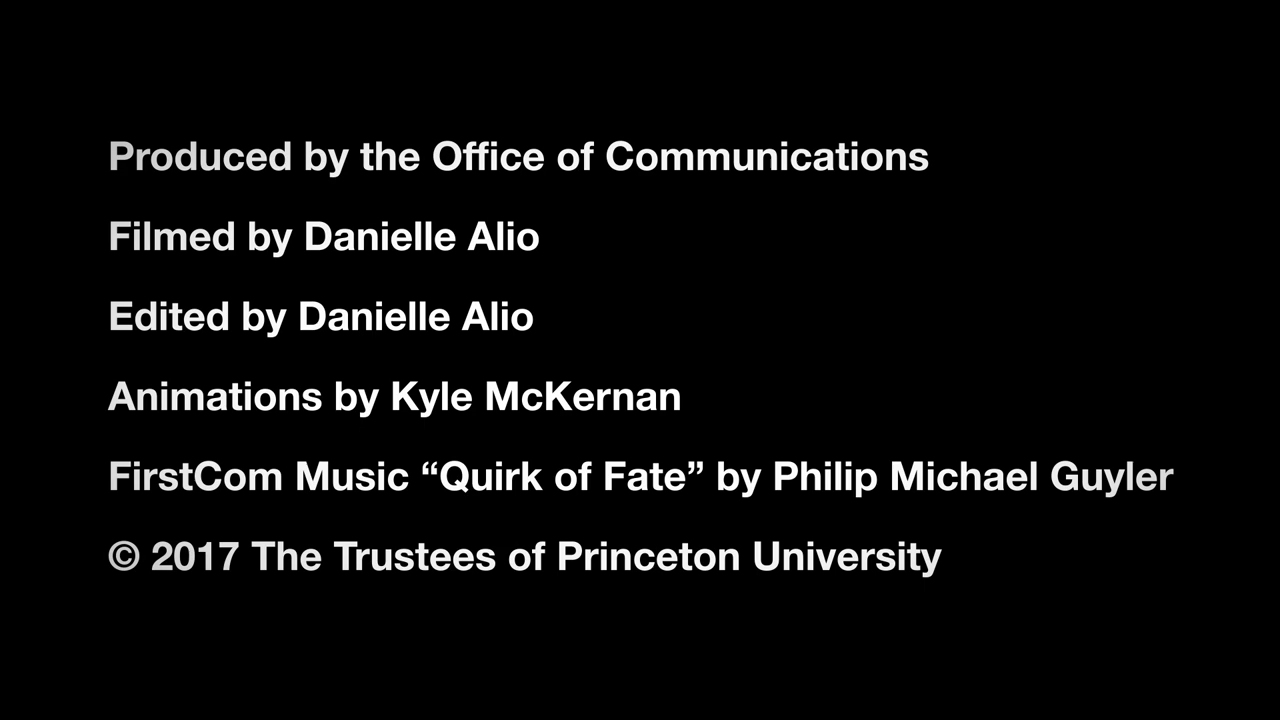 Produced by the Office of Communications
Filmed by Danielle Alio
Edited by Danielle Alio
Animations by Kyle McKernan
FirstCom Music “Quirk of Fate” by Philip Michael Guyler
© 2017 The Trustees of Princeton University